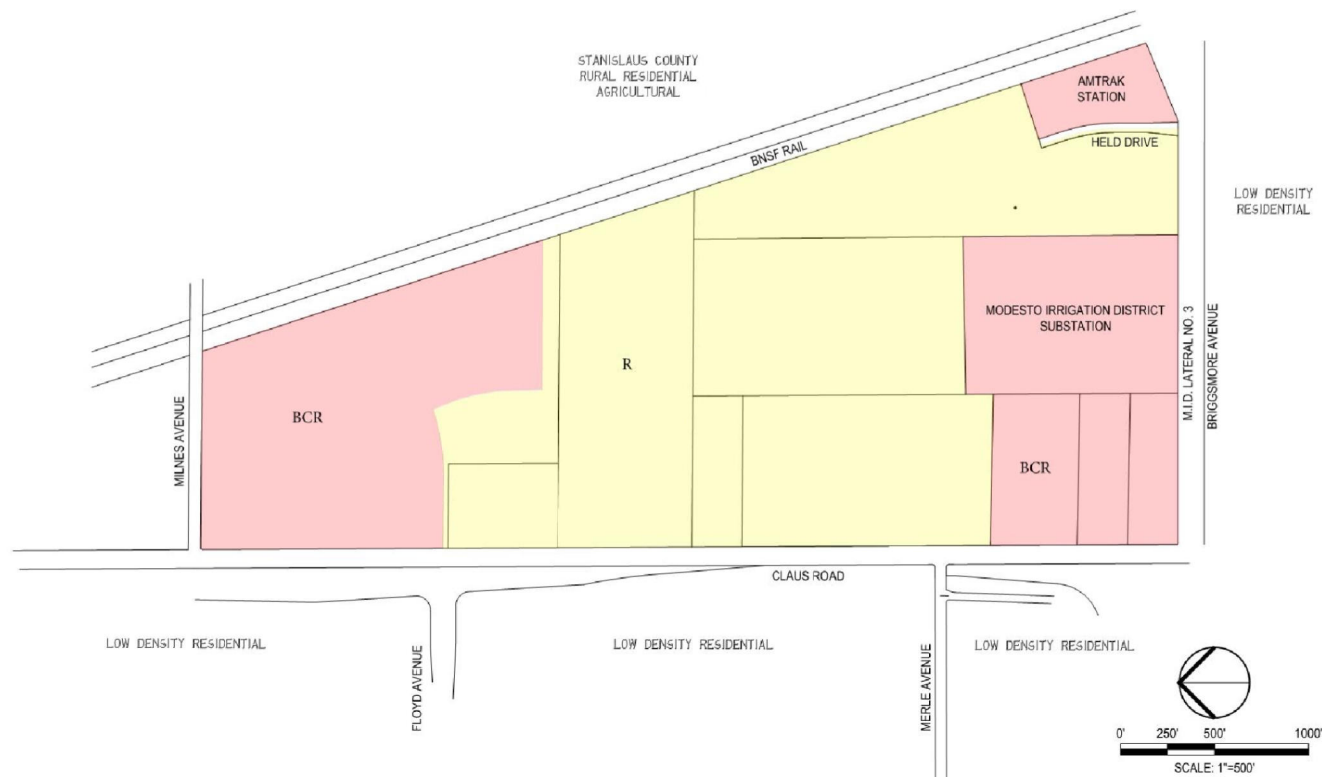 STANISLAUS COUNTY
RURAL RESIDENTIAL
AGRICULTURAL
AMTRAK
STATION
BNSF RAIL
HELD DRIVE
LOW DENSITY
RESIDENTIAL
MODESTO IRRIGATION DISTRICT
SUBSTATION
M.I.D. LATERAL NO. 3
BRIGGSMORE AVENUE
R
BCR
MILNES AVENUE
BCR
CLAUS ROAD
LOW DENSITY RESIDENTIAL
FLOYD AVENUE
LOW DENSITY RESIDENTIAL
MERLE AVENUE
LOW DENSITY RESIDENTIAL
0' 250' 500' 1000'
SCALE: 1"=500'